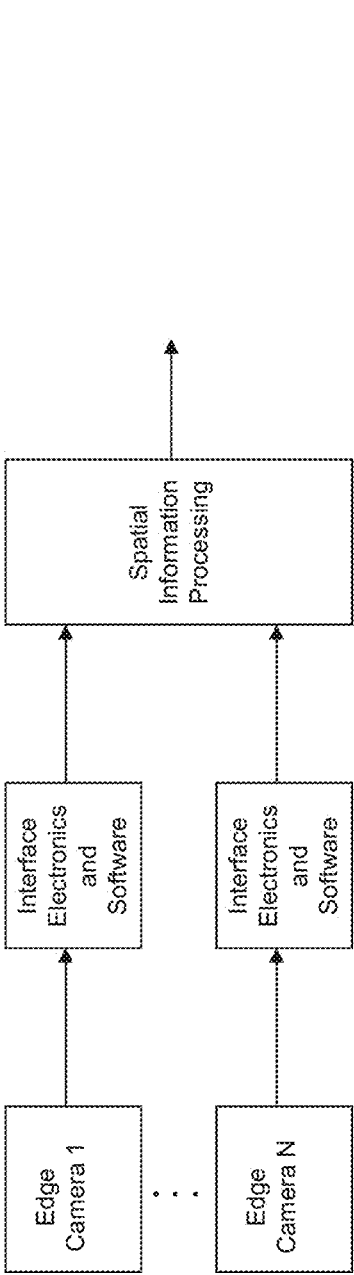 Edge
Camera 1
Interface
Electronics
and
Software
Spatial
Information
Processing
. . .
Edge
Camera N
Interface
Electronics
and
Software